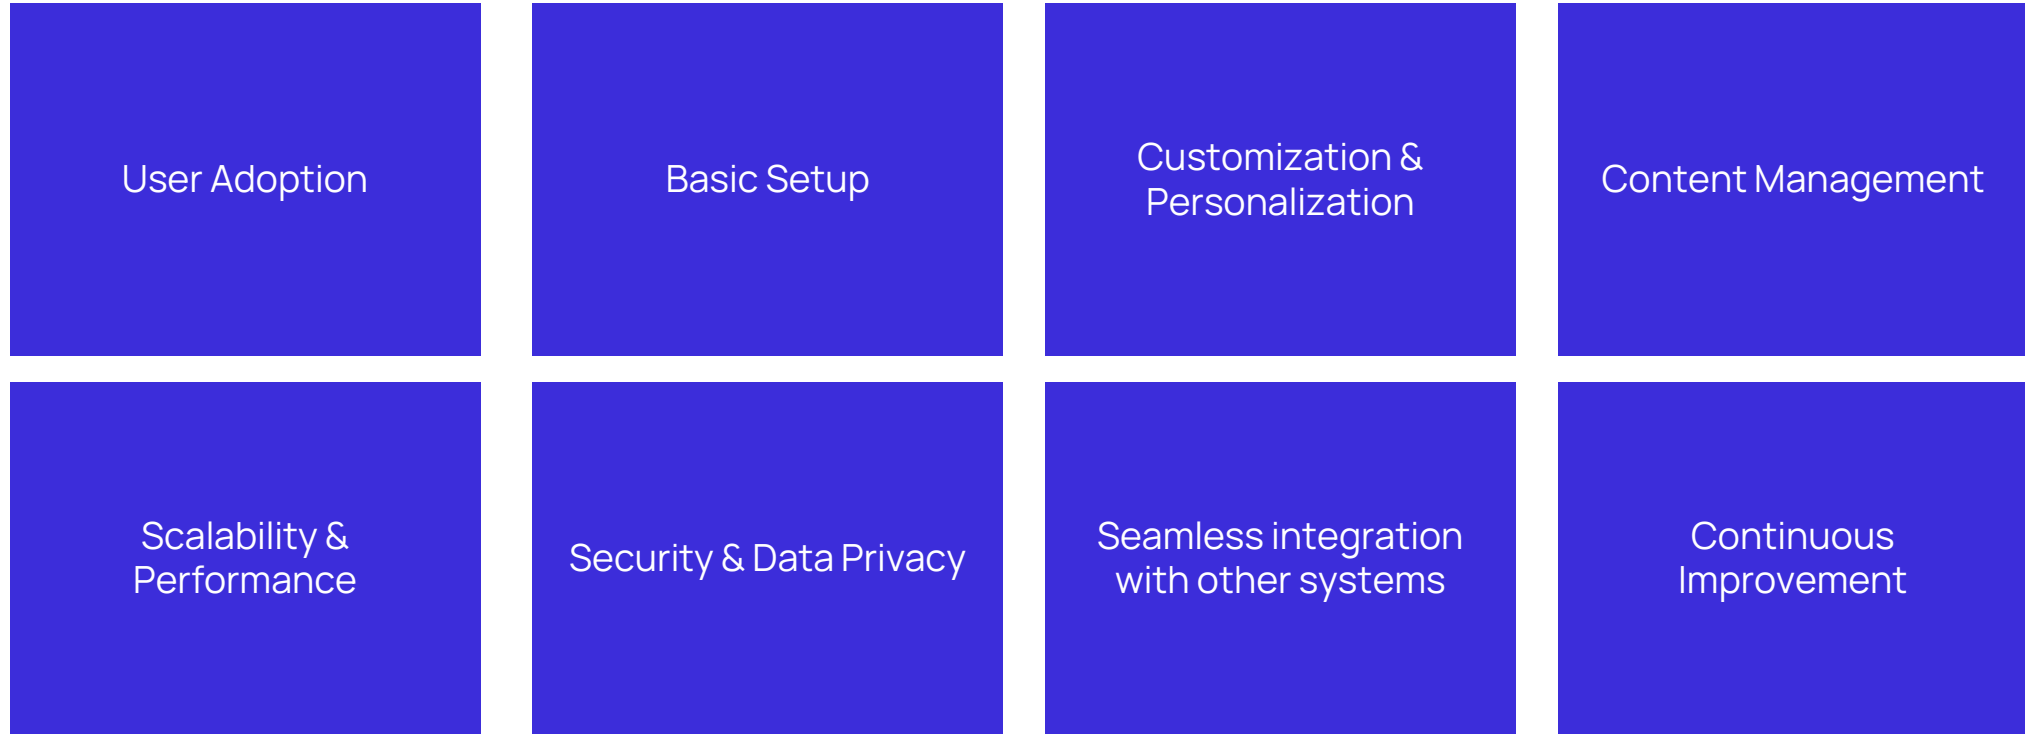 User Adoption
Basic Setup
Customization &
Personalization
Content Management
Scalability &
Performance
Security & Data Privacy
Seamless integration
with other systems
Continuous
Improvement